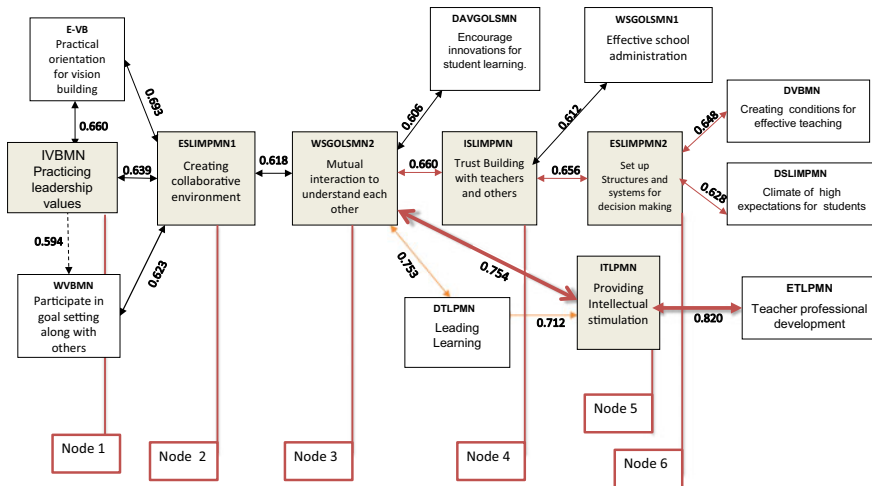 E-VB
Practical
orientation
for vision
building
DAVGOLSMN
Encourage
innovations for
student learning.
WSGOLSMN1
Effective school
administration
DVBMN
Creating conditions for
effective teaching
0.693
0.660
0.606
0.612
0.648
IVBMN
Practicing
leadership
values
0.639
ESLIMPMN1
Creating
collaborative
environment
0.618
WSGOLSMN2
Mutual
interaction to
understand each
other
0.660
ISLIMPMN
Trust Building
with teachers
and others
0.656
ESLIMPMN2
Set up
Structures and
systems for
decision making
DSLIMPMN
Climate of high
expectations for students
0.628
0.594
0.623
0.753
0.754
WVBMN
Participate in
goal setting
along with
others
DTLPMN
Leading
Learning
0.712
ITLPMN
Providing
Intellectual
stimulation
0.820
ETLPMN
Teacher professional
development
Node 1
Node 2
Node 3
Node 4
Node 5
Node 6